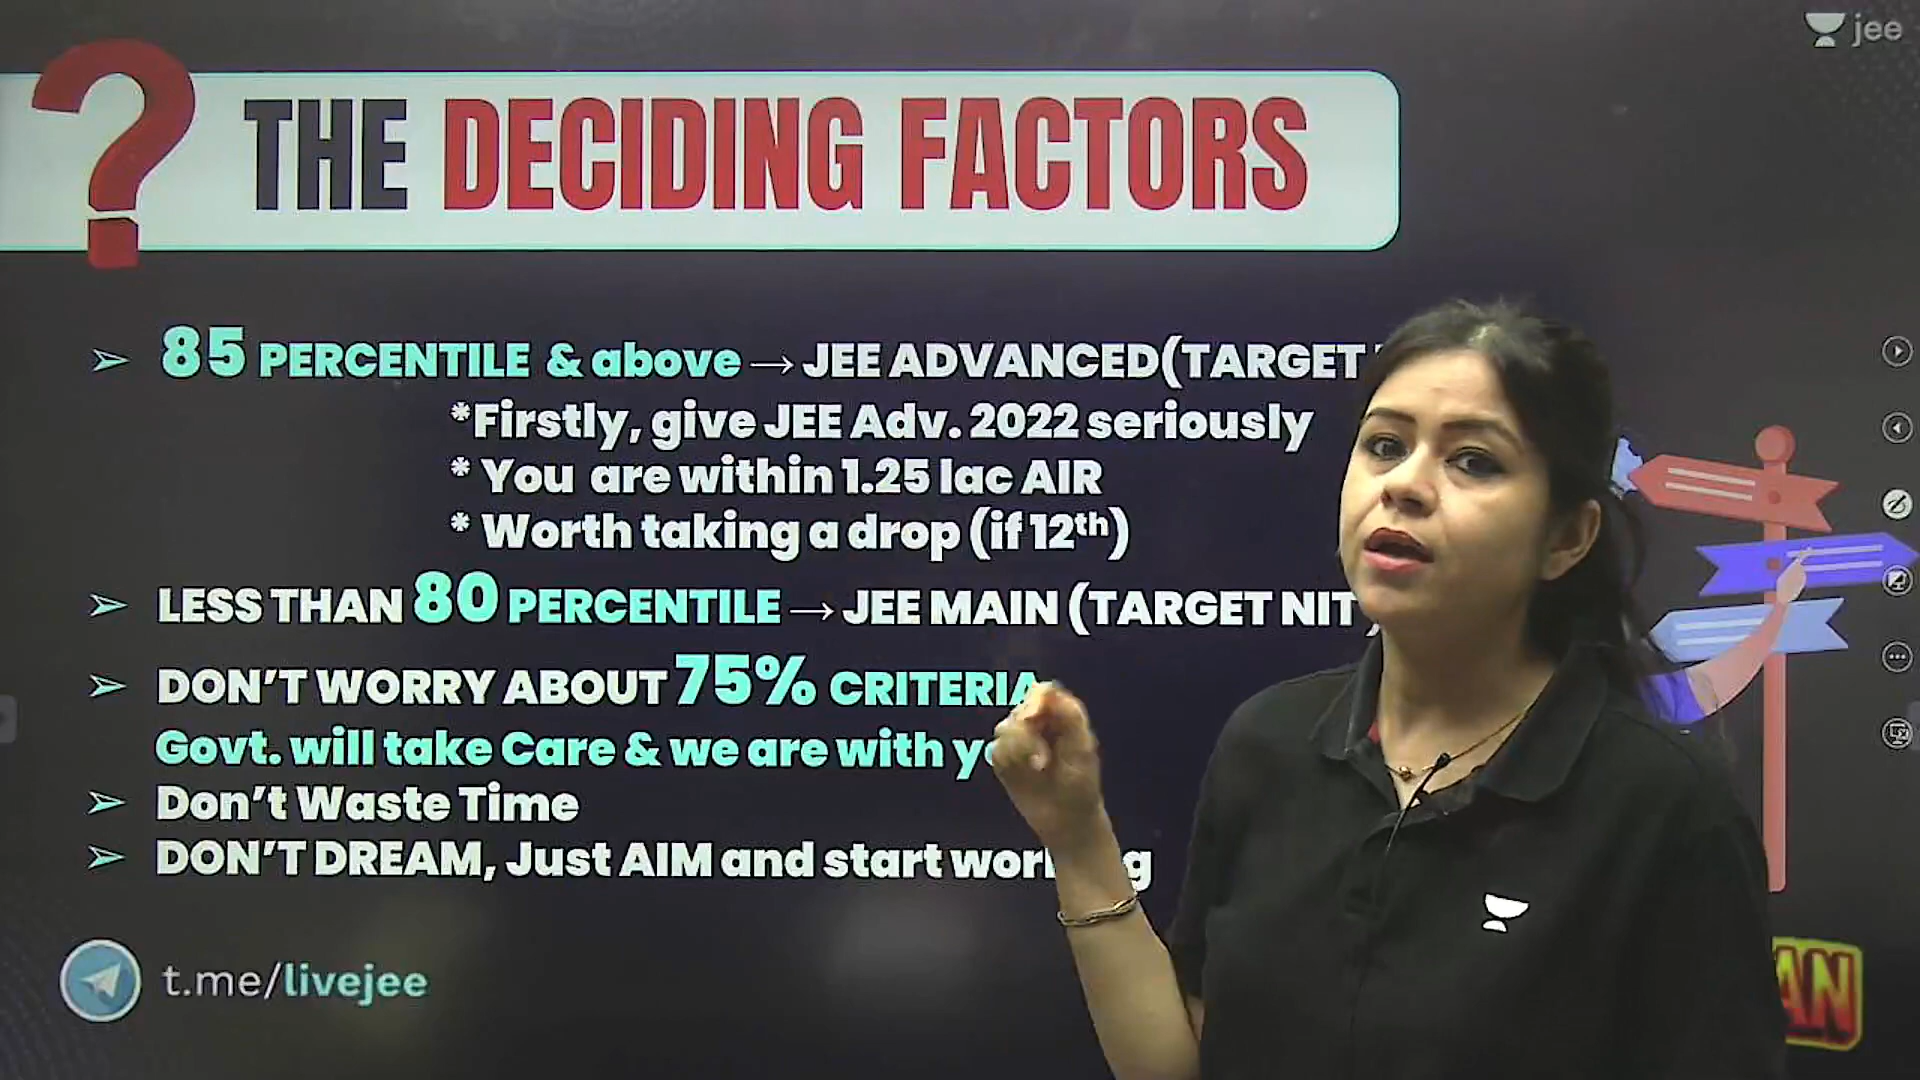 jee
? THE DECIDING FACTORS
➢ 85 PERCENTILE & above → JEE ADVANCED(TARGET
*Firstly, give JEE Adv. 2022 seriously
* You are within 1.25 lac AIR
* Worth taking a drop (if 12th)
➢ LESS THAN 80 PERCENTILE → JEE MAIN (TARGET NIT)
➢ DON'T WORRY ABOUT 75% CRITERIA
Govt. will take Care & we are with
➢ Don't Waste Time
➢ DON'T DREAM, Just AIM and start
t.me/livejee